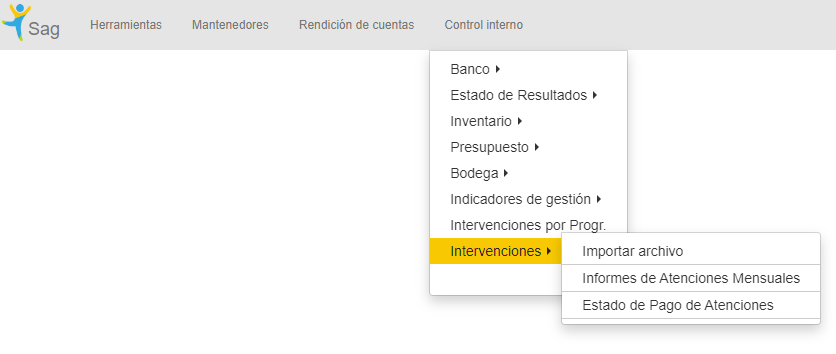 Sag
Herramientas
Mantenedores
Rendición de cuentas
Control interno
Banco
Estado de Resultados
Inventario
Presupuesto
Bodega
Indicadores de gestión
Intervenciones por Progr.
Intervenciones
Importar archivo
Informes de Atenciones Mensuales
Estado de Pago de Atenciones